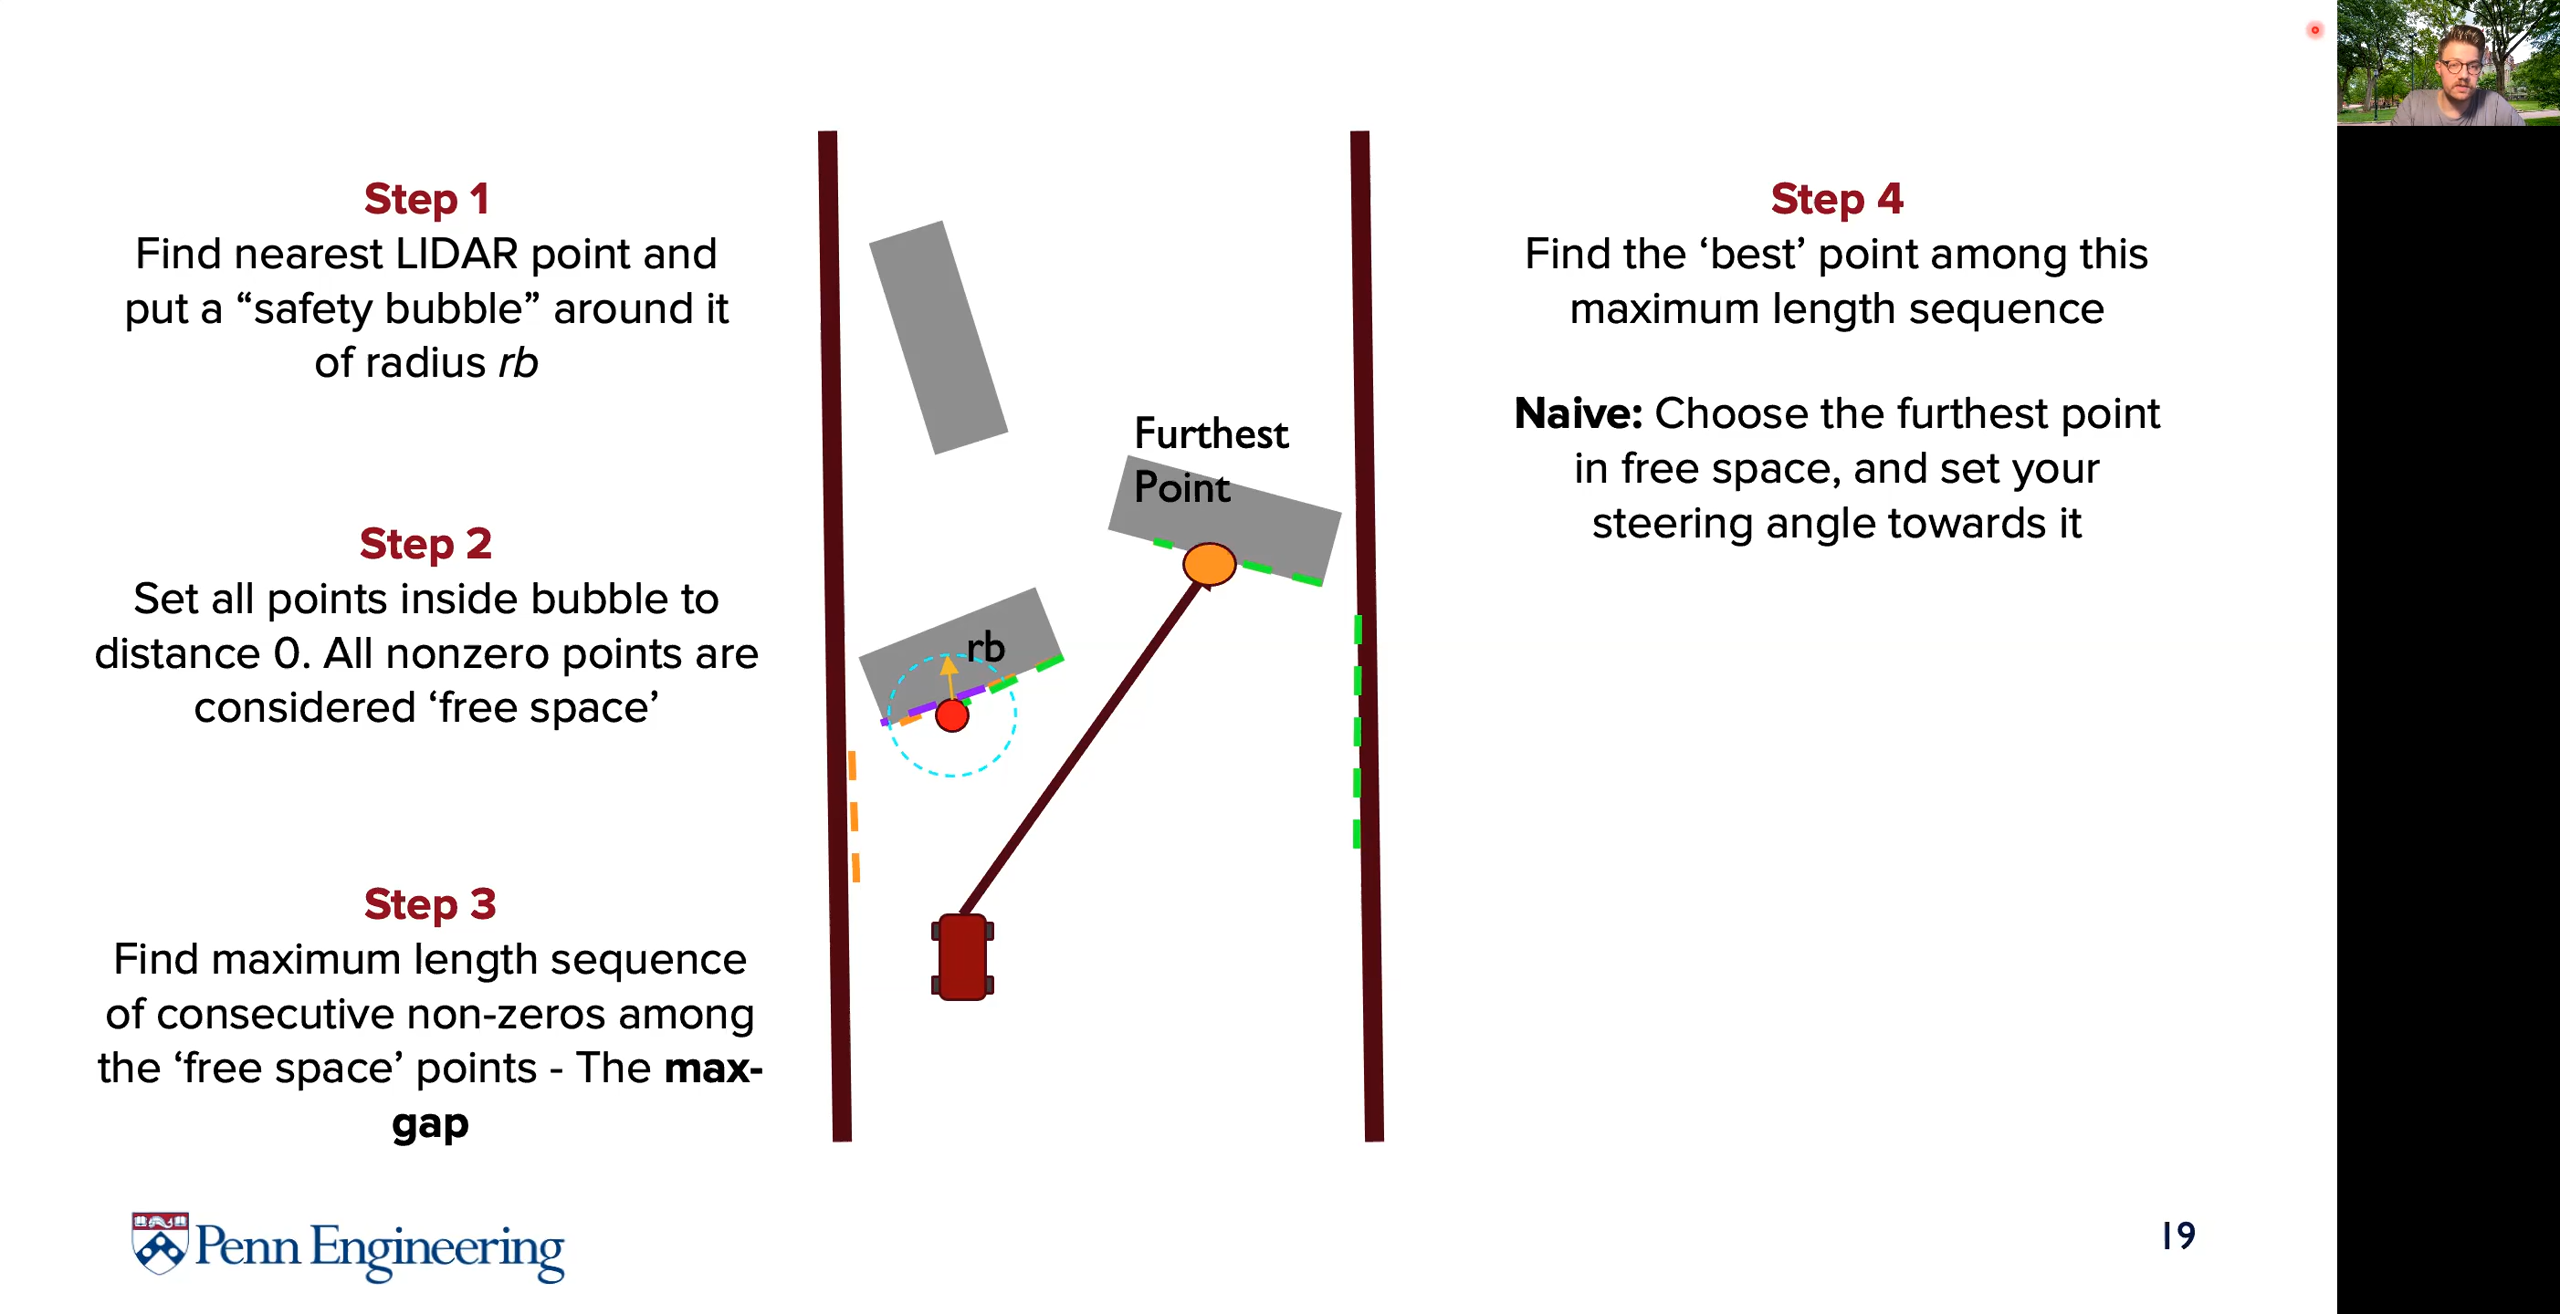 Step 1
Find nearest LIDAR point and
put a “safety bubble” around it
of radius rb
Step 2
Set all points inside bubble to
distance 0. All nonzero points are
considered ‘free space’
Step 3
Find maximum length sequence
of consecutive non-zeros among
the ‘free space’ points - The max-
gap
Furthest
Point
rb
Step 4
Find the ‘best’ point among this
maximum length sequence
Naive: Choose the furthest point
in free space, and set your
steering angle towards it
Penn Engineering
19